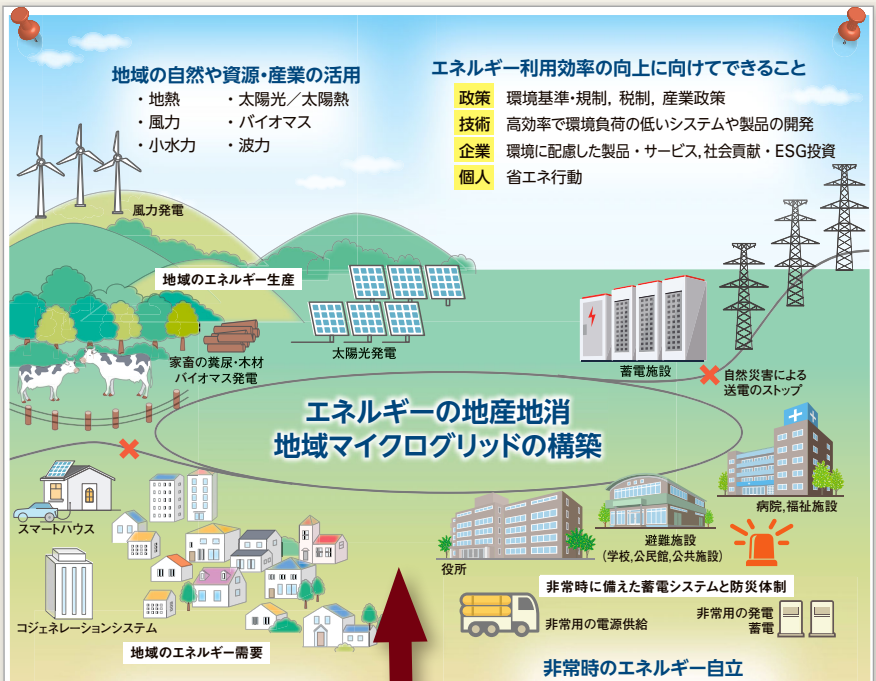 地域の自然や資源・産業の活用
・地熱 ・太陽光／太陽熱
・風力 ・バイオマス
・小水力 ・波力
エネルギー利用効率の向上に向けてできること
政策 環境基準・規制, 税制, 産業政策
技術 高効率で環境負荷の低いシステムや製品の開発
企業 環境に配慮した製品・サービス, 社会貢献・ESG投資
個人 省エネ行動
風力発電
地域のエネルギー生産
家畜の糞尿・木材
バイオマス発電
太陽光発電
蓄電施設
自然災害による
送電のストップ
エネルギーの地産地消
地域マイクログリッドの構築
スマートハウス
コジェネレーションシステム
地域のエネルギー需要
役所
避難施設
(学校,公民館,公共施設)
病院,福祉施設
非常時に備えた蓄電システムと防災体制
非常用の電源供給
非常用の発電
蓄電
非常時のエネルギー自立